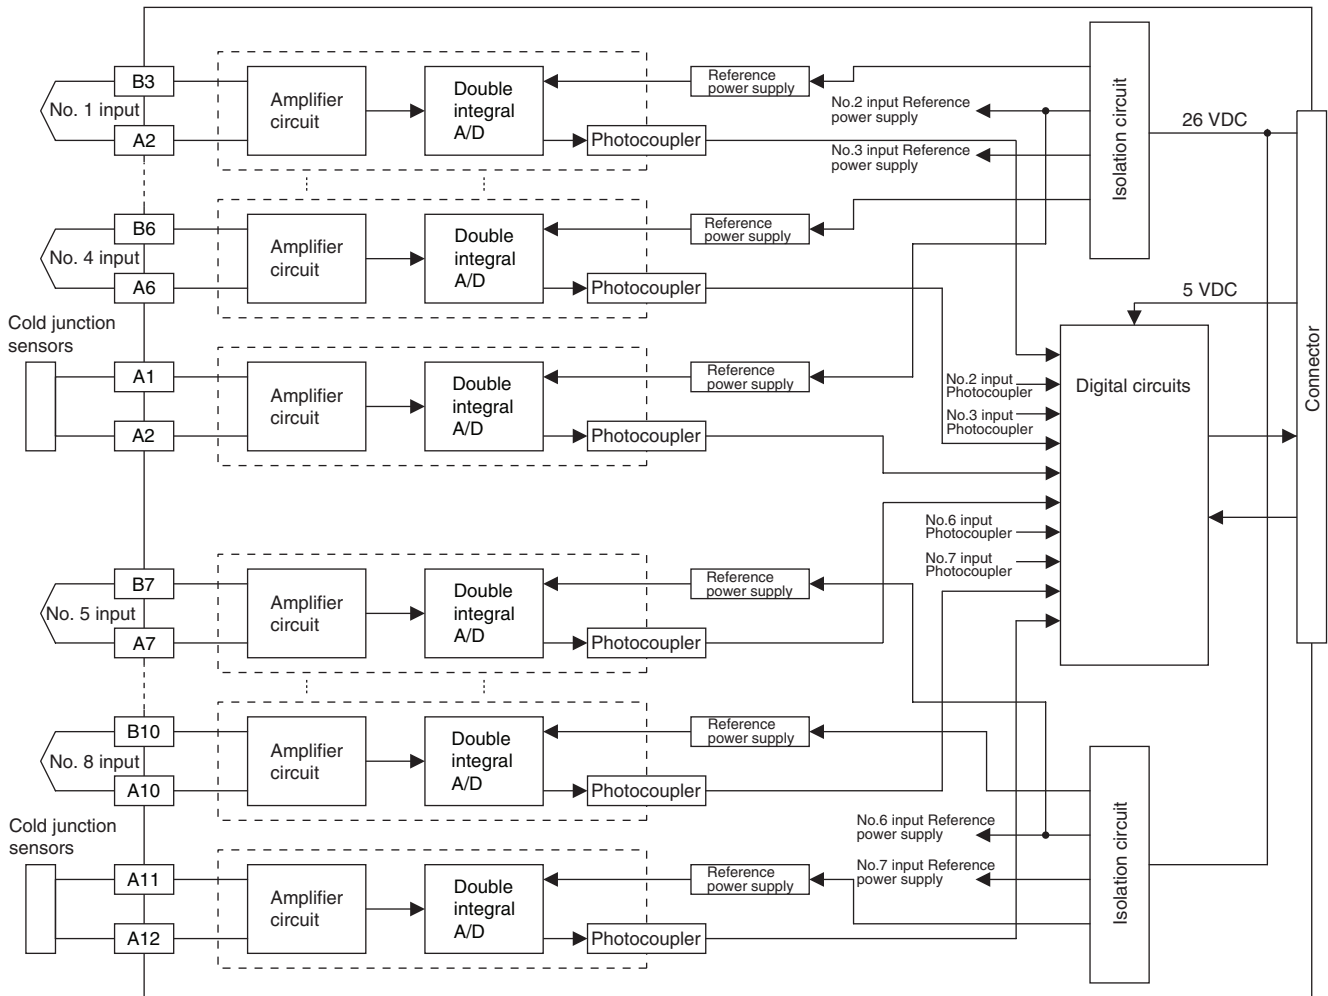 B3
No. 1 input
A2
Amplifier
circuit
Double
integral
A/D
Photocoupler
Reference
power supply
No.2 input Reference
power supply
No.3 input Reference
power supply
Isolation circuit
26 VDC
B6
No. 4 input
A6
Amplifier
circuit
Double
integral
A/D
Photocoupler
Reference
power supply
5 VDC
Connector
Cold junction
sensors
A1
A2
Amplifier
circuit
Double
integral
A/D
Photocoupler
Reference
power supply
No.2 input
Photocoupler
No.3 input
Photocoupler
Digital circuits
No.6 input
Photocoupler
No.7 input
Photocoupler
B7
No. 5 input
A7
Amplifier
circuit
Double
integral
A/D
Photocoupler
Reference
power supply
B10
No. 8 input
A10
Amplifier
circuit
Double
integral
A/D
Photocoupler
Reference
power supply
No.6 input Reference
power supply
No.7 input Reference
power supply
Isolation circuit
Cold junction
sensors
A11
A12
Amplifier
circuit
Double
integral
A/D
Photocoupler
Reference
power supply